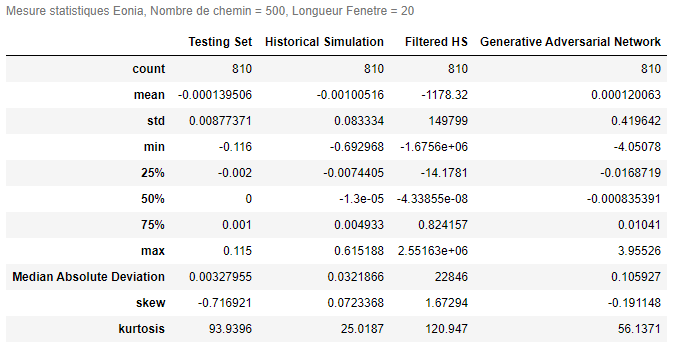 Mesure statistiques Eonia, Nombre de chemin = 500, Longueur Fenetre = 20
Testing Set Historical Simulation Filtered HS Generative Adversarial Network
count 810 810 810 810
mean -0.000139506 -0.00100516 -1178.32 0.000120063
std 0.00877371 0.083334 149799 0.419642
min -0.116 -0.692968 -1.6756e+06 -4.05078
25% -0.002 -0.0074405 -14.1781 -0.0168719
50% 0 -1.3e-05 -4.33855e-08 -0.000835391
75% 0.001 0.004933 0.824157 0.01041
max 0.115 0.615188 2.55163e+06 3.95526
Median Absolute Deviation 0.00327955 0.0321866 22846 0.105927
skew -0.716921 0.0723368 1.67294 -0.191148
kurtosis 93.9396 25.0187 120.947 56.1371